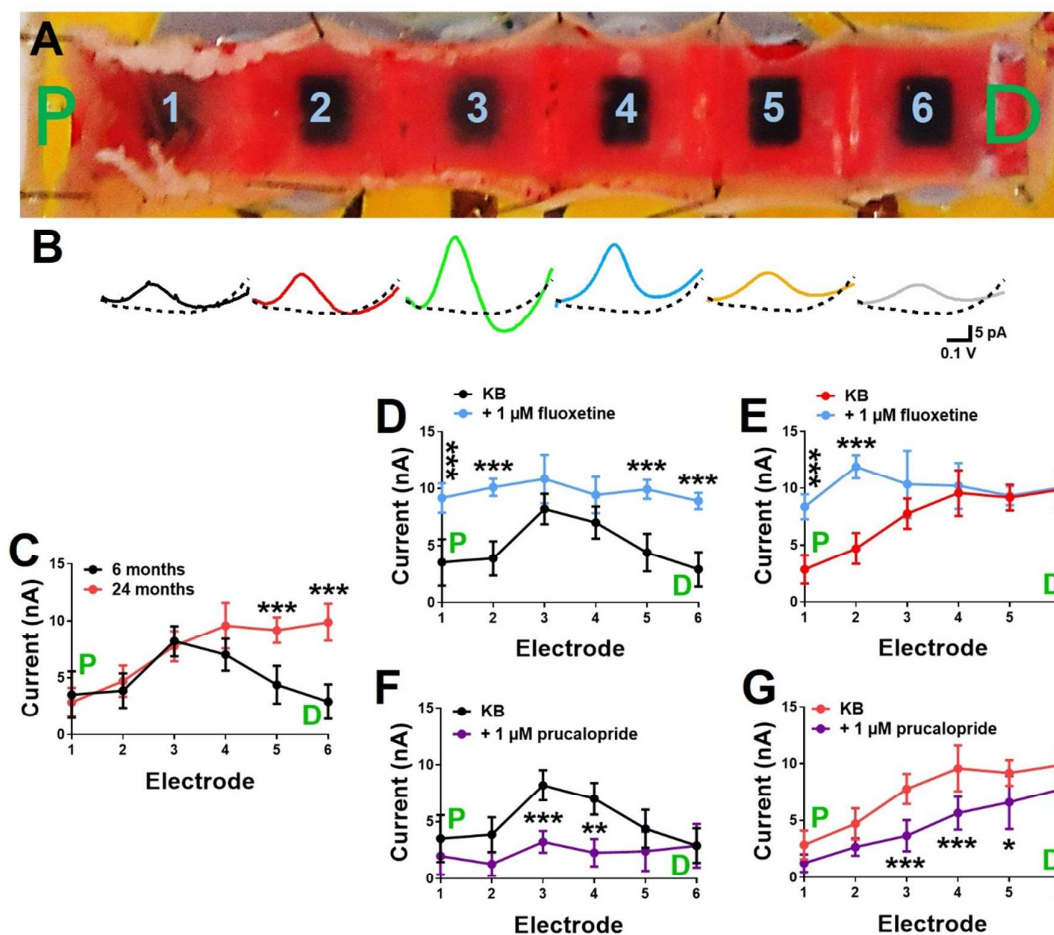 A
P 1 2 3 4 5 6 D
B
5 pA
0.1 V
D
KB
+ 1 µM fluoxetine
15
10
5
0
Current (nA)
***
***
***
***
P
D
1 2 3 4 5 6
Electrode
E
KB
+ 1 µM fluoxetine
15
10
5
0
Current (nA)
***
***
P
D
1 2 3 4 5
Electrode
C
6 months
24 months
15
10
5
0
Current (nA)
***
***
P
D
1 2 3 4 5 6
Electrode
F
KB
+ 1 µM prucalopride
15
10
5
0
Current (nA)
***
**
P
D
1 2 3 4 5 6
Electrode
G
KB
+ 1 µM prucalopride
15
10
5
0
Current (nA)
***
***
*
P
D
1 2 3 4 5
Electrode